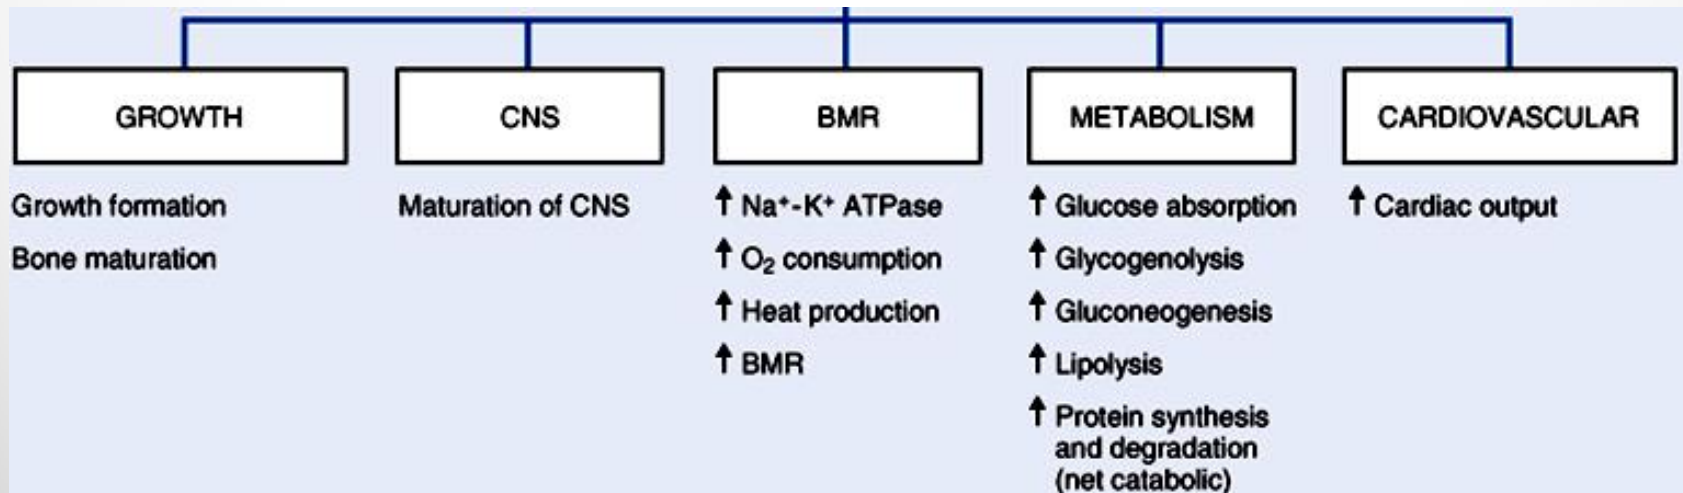 GROWTH
CNS
BMR
METABOLISM
CARDIOVASCULAR
Growth formation
Bone maturation
Maturation of CNS
↑ Na⁺-K⁺ ATPase
↑ O₂ consumption
↑ Heat production
↑ BMR
↑ Glucose absorption
↑ Glycogenolysis
↑ Gluconeogenesis
↑ Lipolysis
↑ Protein synthesis
and degradation
(net catabolic)
↑ Cardiac output